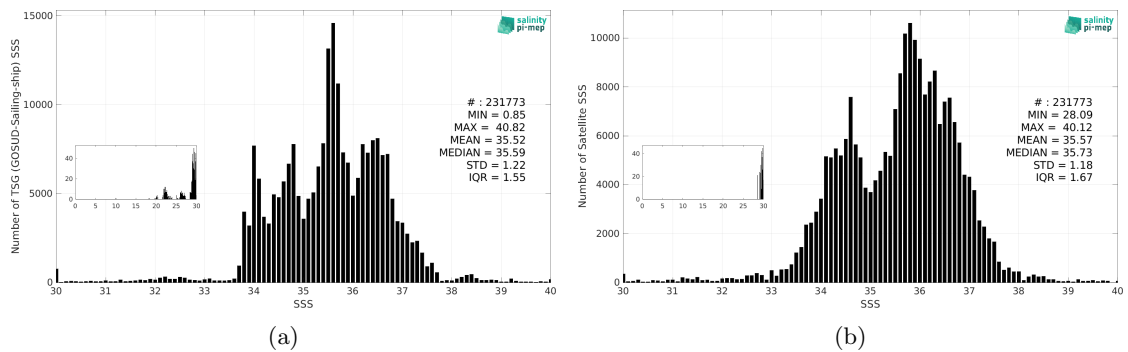 15000
10000
5000
0
Number of TSG (GOSUD-Sailing-ship) SSS
salinity
pi-mep
# : 231773
MIN = 0.85
MAX = 40.82
MEAN = 35.52
MEDIAN = 35.59
STD = 1.22
IQR = 1.55
40
20
0
0 5 10 15 20 25 30
30 31 32 33 34 35 36 37 38 39 40
SSS
(a)
10000
8000
6000
4000
2000
0
Number of Satellite SSS
salinity
pi-mep
# : 231773
MIN = 28.09
MAX = 40.12
MEAN = 35.57
MEDIAN = 35.73
STD = 1.18
IQR = 1.67
40
20
0
0 5 10 15 20 25 30
30 31 32 33 34 35 36 37 38 39 40
SSS
(b)